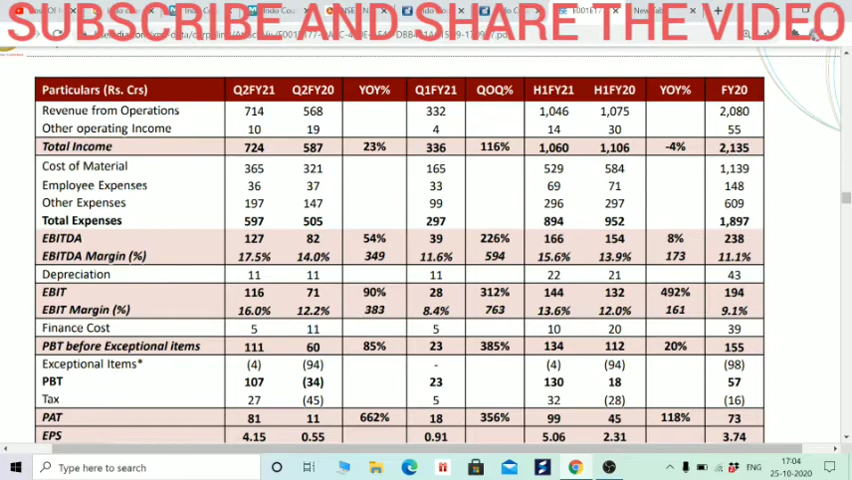 SUBSCRIBE AND SHARE THE VIDEO
Particulars (Rs. Crs) Q2FY21 Q2FY20 YOY% Q1FY21 QOQ% H1FY21 H1FY20 YOY% FY20
Revenue from Operations 714 568 332 1,046 1,075 2,080
Other operating Income 10 19 4 14 30 55
Total Income 724 587 23% 336 116% 1,060 1,106 -4% 2,135
Cost of Material 365 321 165 529 584 1,139
Employee Expenses 36 37 33 69 71 148
Other Expenses 197 147 99 296 297 609
Total Expenses 597 505 297 894 952 1,897
EBITDA 127 82 54% 39 226% 166 154 8% 238
EBITDA Margin (%) 17.5% 14.0% 349 11.6% 594 15.6% 13.9% 173 11.1%
Depreciation 11 11 11 22 21 43
EBIT 116 71 90% 28 312% 144 132 492% 194
EBIT Margin (%) 16.0% 12.2% 383 8.4% 763 13.6% 12.0% 161 9.1%
Finance Cost 5 11 5 10 20 39
PBT before Exceptional items 111 60 85% 23 385% 134 112 20% 155
Exceptional Items* (4) (94) - (4) (94) (98)
PBT 107 (34) 23 130 18 57
Tax 27 (45) 5 32 (28) (16)
PAT 81 11 662% 18 356% 99 45 118% 73
EPS 4.15 0.55 0.91 5.06 2.31 3.74
Type here to search
ENG
17:04
25-10-2020